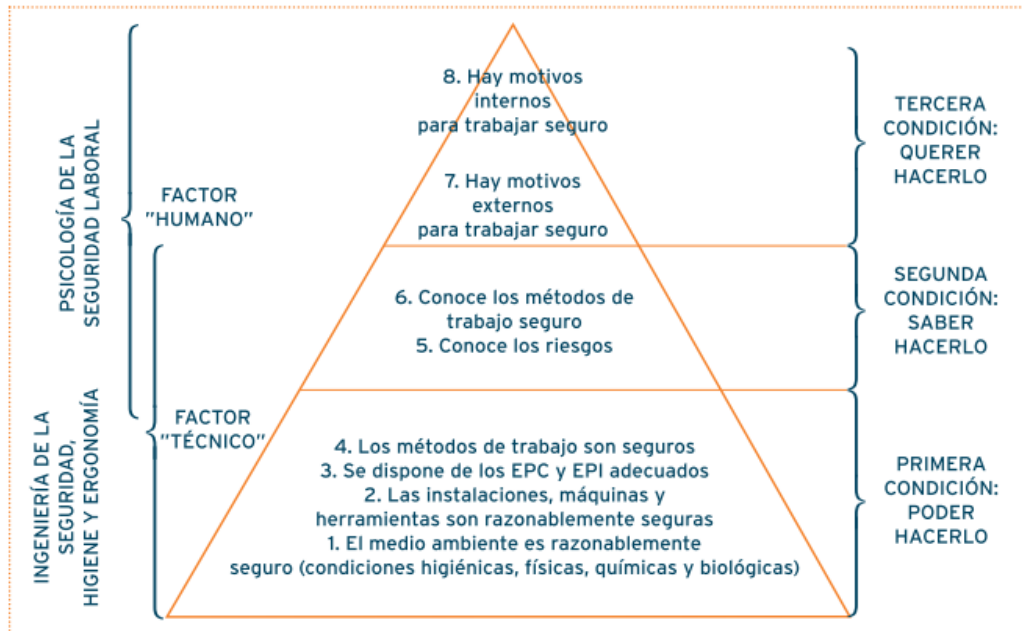 PSICOLOGÍA DE LA
SEGURIDAD LABORAL
INGENIERÍA DE LA
SEGURIDAD,
HIGIENE Y ERGONOMÍA
FACTOR
”HUMANO”
FACTOR
”TÉCNICO”
8. Hay motivos
internos
para trabajar seguro
7. Hay motivos
externos
para trabajar seguro
6. Conoce los métodos de
trabajo seguro
5. Conoce los riesgos
4. Los métodos de trabajo son seguros
3. Se dispone de los EPC y EPI adecuados
2. Las instalaciones, máquinas y
herramientas son razonablemente seguras
1. El medio ambiente es razonablemente
seguro (condiciones higiénicas, físicas, químicas y biológicas)
TERCERA
CONDICIÓN:
QUERER
HACERLO
SEGUNDA
CONDICIÓN:
SABER
HACERLO
PRIMERA
CONDICIÓN:
PODER
HACERLO